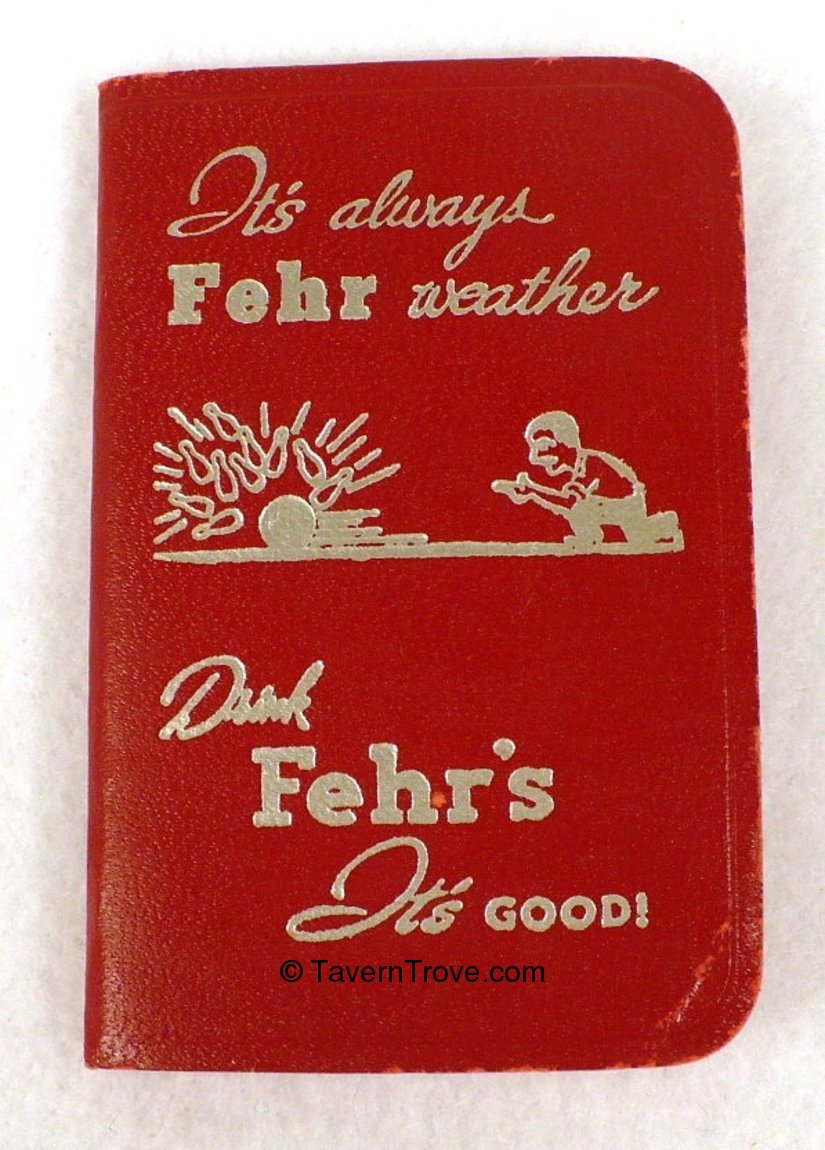 It's always
Fehr weather
Drink
Fehr's
It's GOOD!
© TavernTrove.com